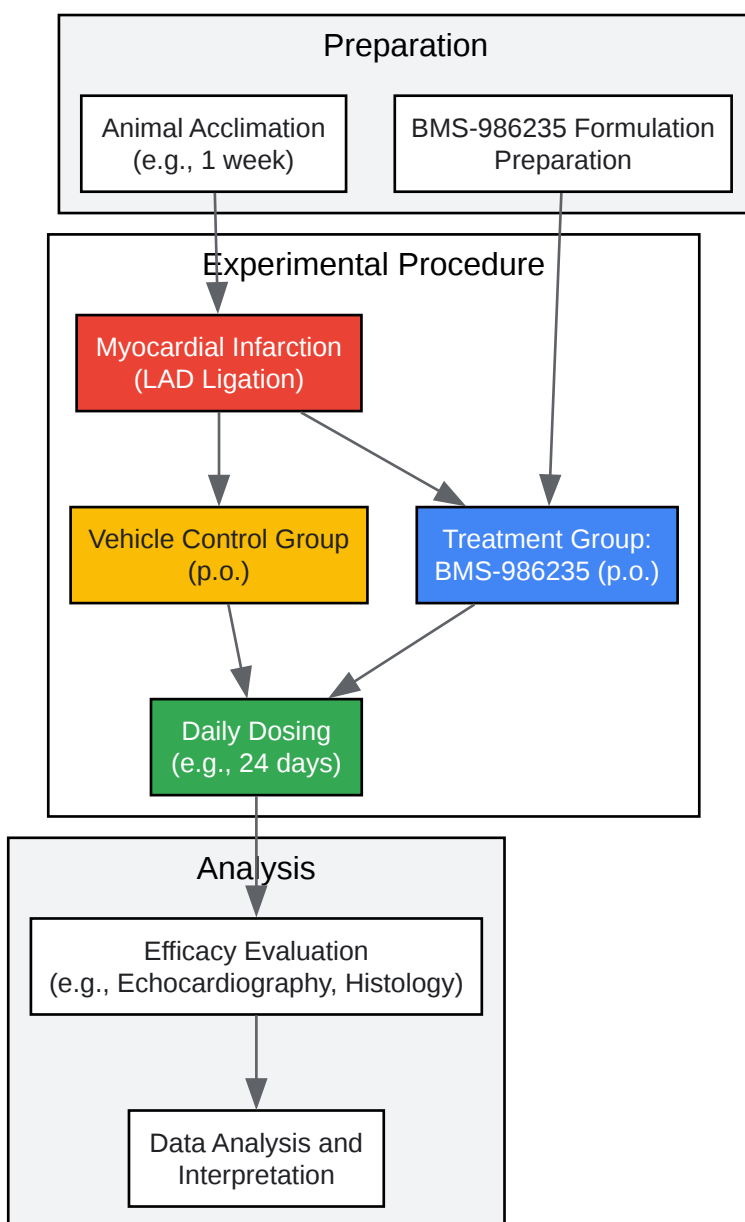 Preparation
Animal Acclimation
(e.g., 1 week)
BMS-986235 Formulation
Preparation
Experimental Procedure
Myocardial Infarction
(LAD Ligation)
Vehicle Control Group
(p.o.)
Treatment Group:
BMS-986235 (p.o.)
Daily Dosing
(e.g., 24 days)
Analysis
Efficacy Evaluation
(e.g., Echocardiography, Histology)
Data Analysis and
Interpretation